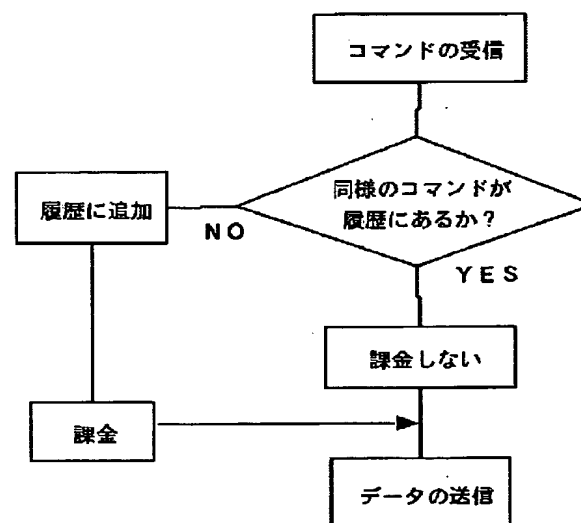 コマンドの受信
同様のコマンドが
履歴にあるか？
履歴に追加
NO
YES
課金しない
課金
データの送信